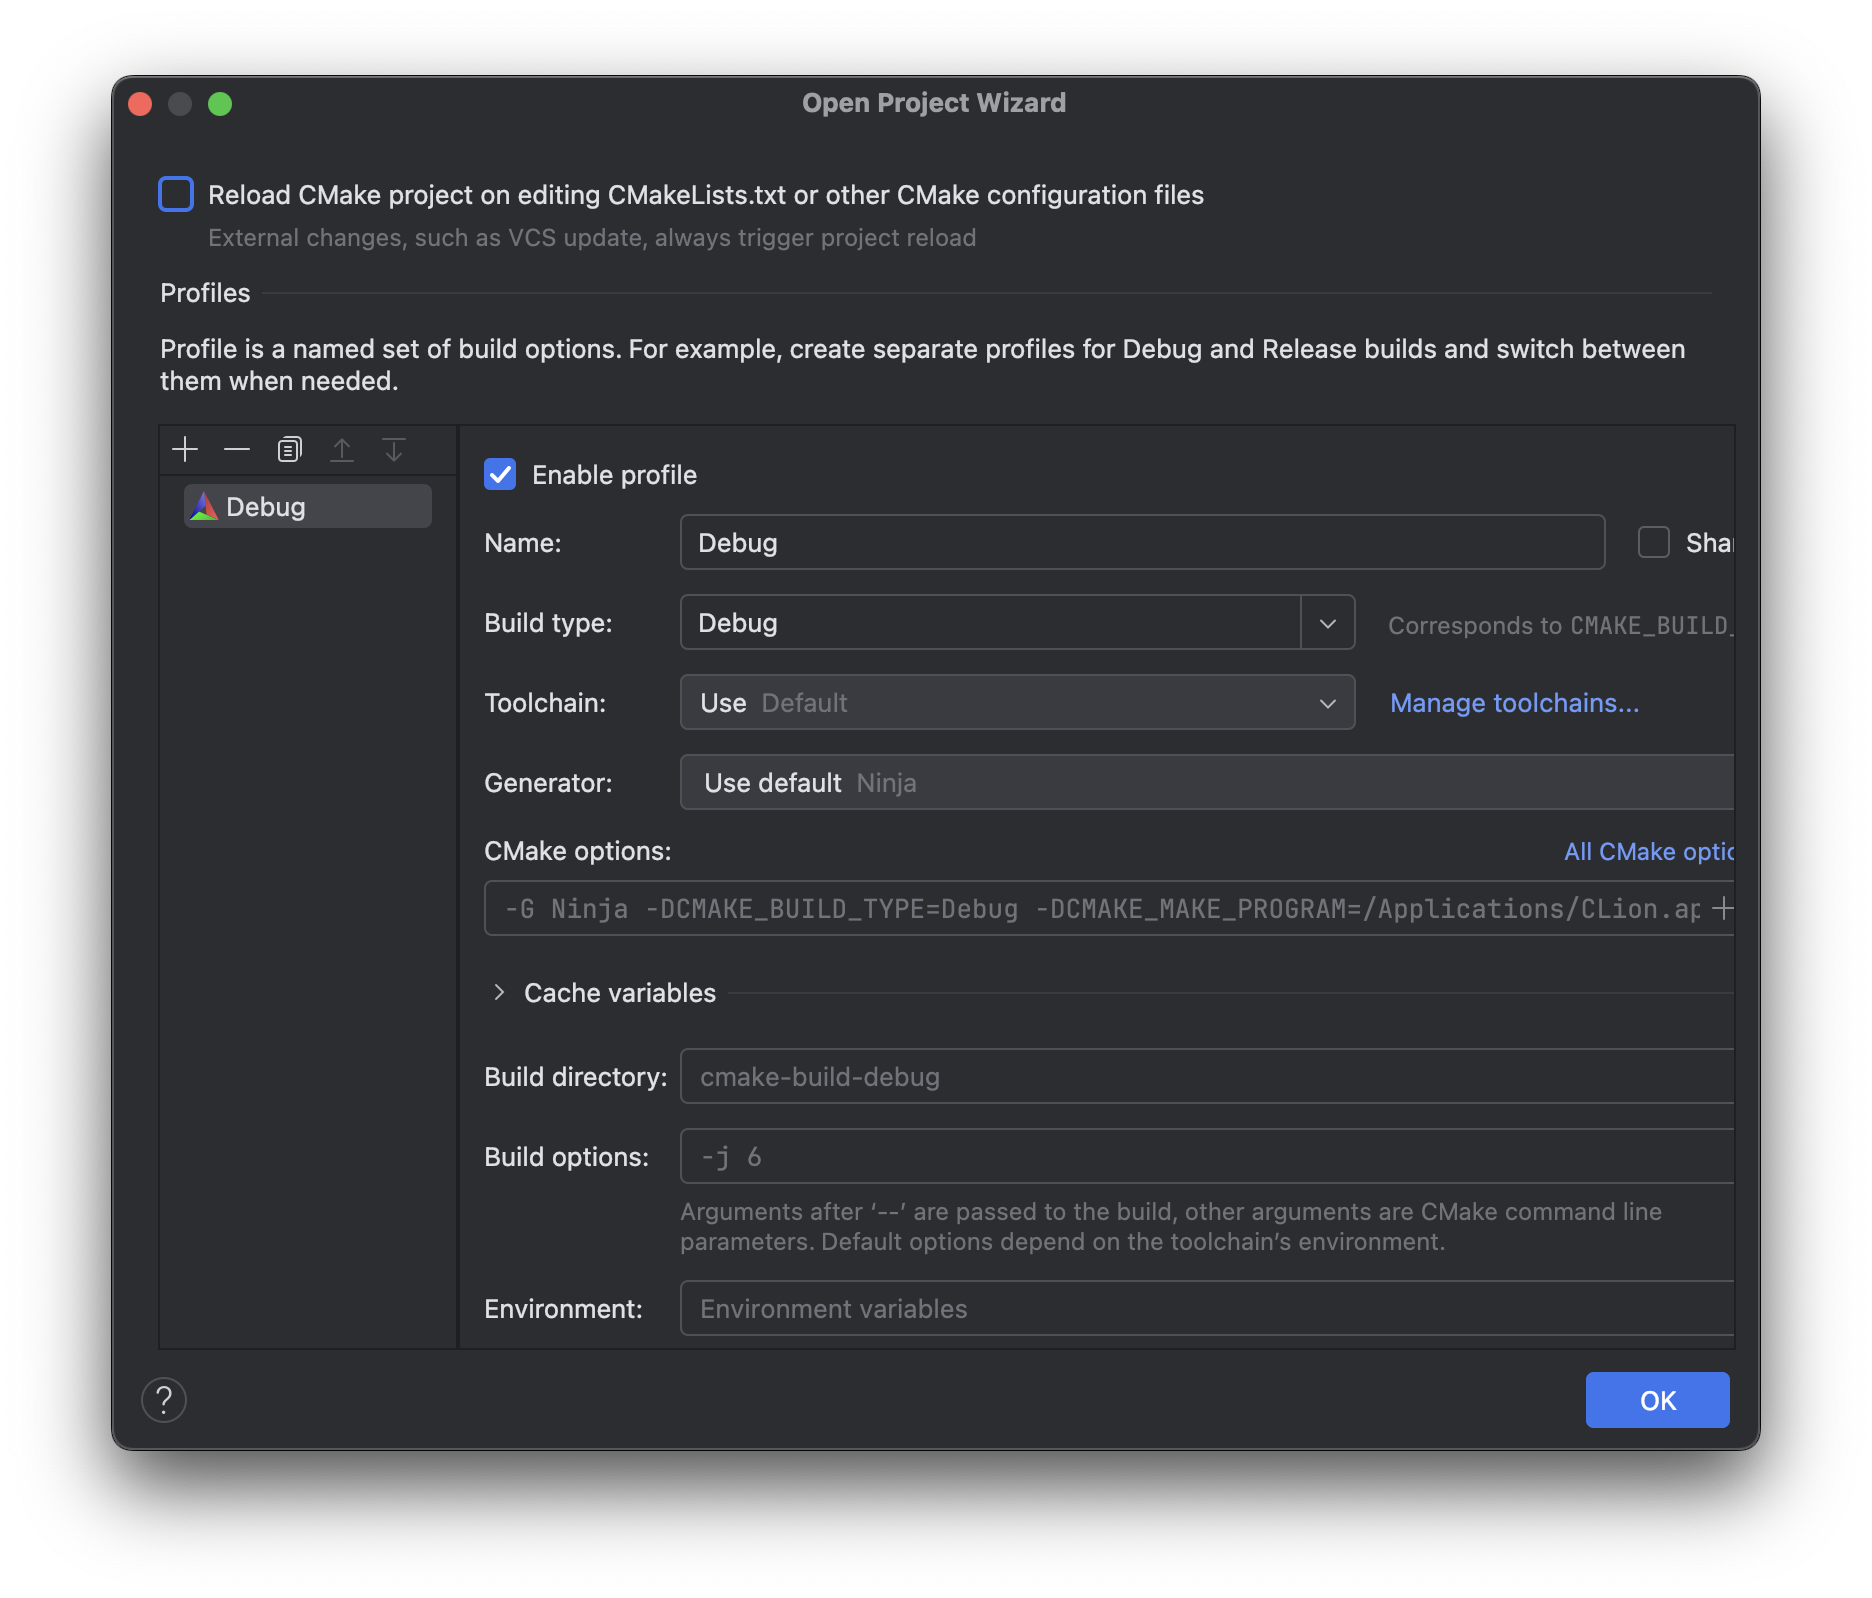 Open Project Wizard
Reload CMake project on editing CMakeLists.txt or other CMake configuration files
External changes, such as VCS update, always trigger project reload
Profiles
Profile is a named set of build options. For example, create separate profiles for Debug and Release builds and switch between
them when needed.
Debug
Enable profile
Name: Debug
Build type: Debug Corresponds to CMAKE_BUILD_
Toolchain: Use Default Manage toolchains...
Generator: Use default Ninja
CMake options: All CMake
-G Ninja -DCMAKE_BUILD_TYPE=Debug -DCMAKE_MAKE_PROGRAM=/Applications/CLion.ap
Cache variables
Build directory: cmake-build-debug
Build options: -j 6
Arguments after ‘--’ are passed to the build, other arguments are CMake command line
parameters. Default options depend on the toolchain’s environment.
Environment: Environment variables
?
OK